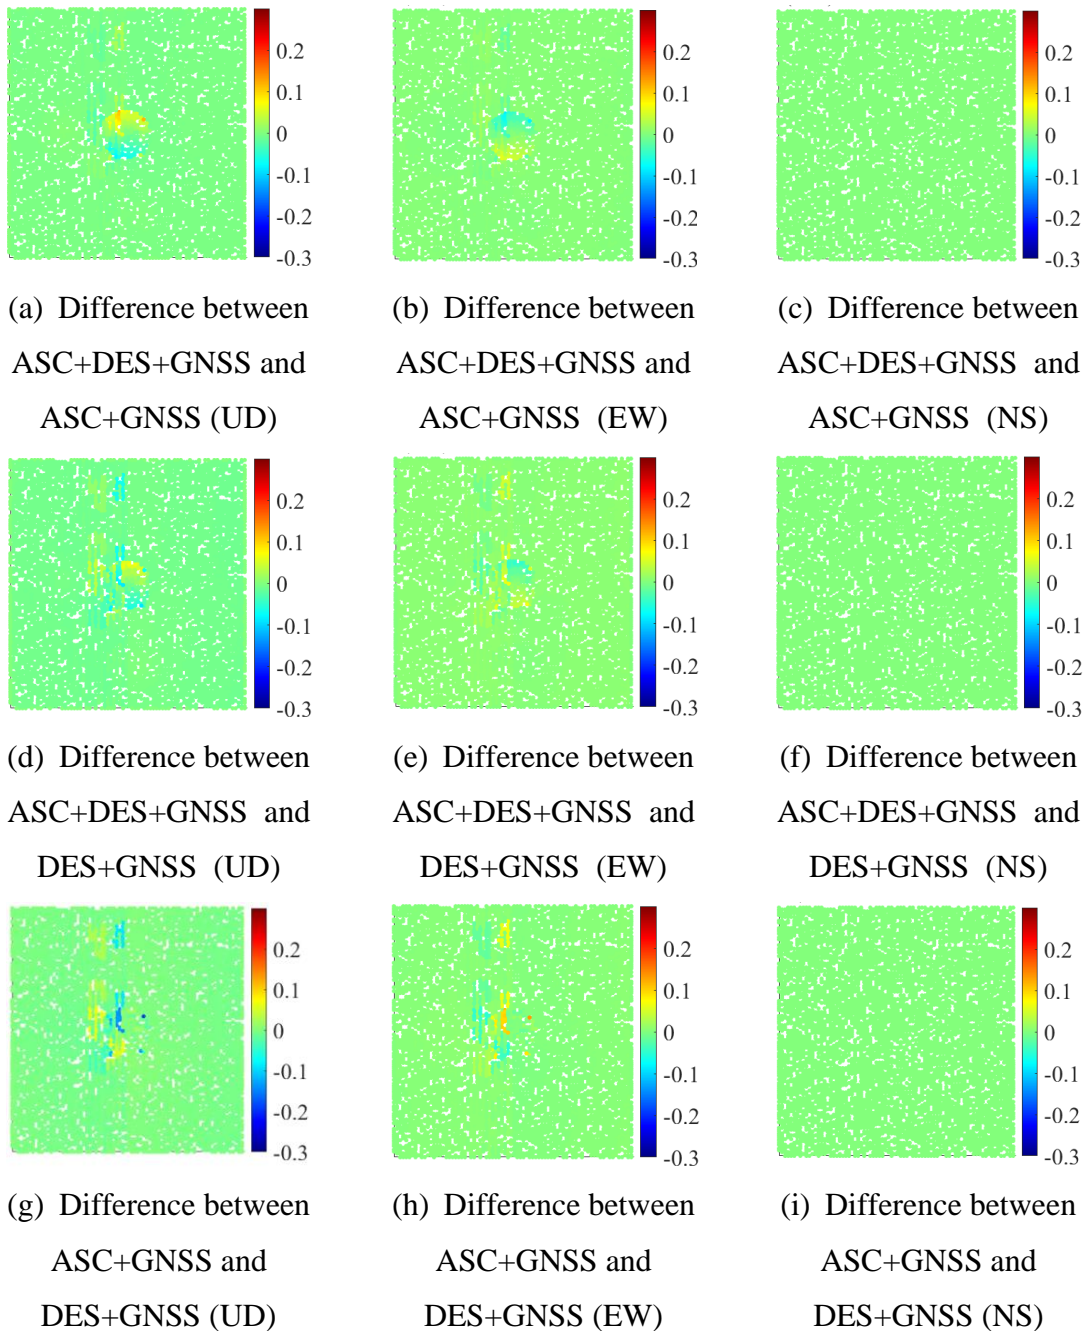 0.2
0.1
0
-0.1
-0.2
-0.3
0.2
0.1
0
-0.1
-0.2
-0.3
0.2
0.1
0
-0.1
-0.2
-0.3
(a) Difference between
ASC+DES+GNSS and
ASC+GNSS (UD)
(b) Difference between
ASC+DES+GNSS and
ASC+GNSS (EW)
(c) Difference between
ASC+DES+GNSS and
ASC+GNSS (NS)
0.2
0.1
0
-0.1
-0.2
-0.3
0.2
0.1
0
-0.1
-0.2
-0.3
0.2
0.1
0
-0.1
-0.2
-0.3
(d) Difference between
ASC+DES+GNSS and
DES+GNSS (UD)
(e) Difference between
ASC+DES+GNSS and
DES+GNSS (EW)
(f) Difference between
ASC+DES+GNSS and
DES+GNSS (NS)
0.2
0.1
0
-0.1
-0.2
-0.3
0.2
0.1
0
-0.1
-0.2
-0.3
0.2
0.1
0
-0.1
-0.2
-0.3
(g) Difference between
ASC+GNSS and
DES+GNSS (UD)
(h) Difference between
ASC+GNSS and
DES+GNSS (EW)
(i) Difference between
ASC+GNSS and
DES+GNSS (NS)